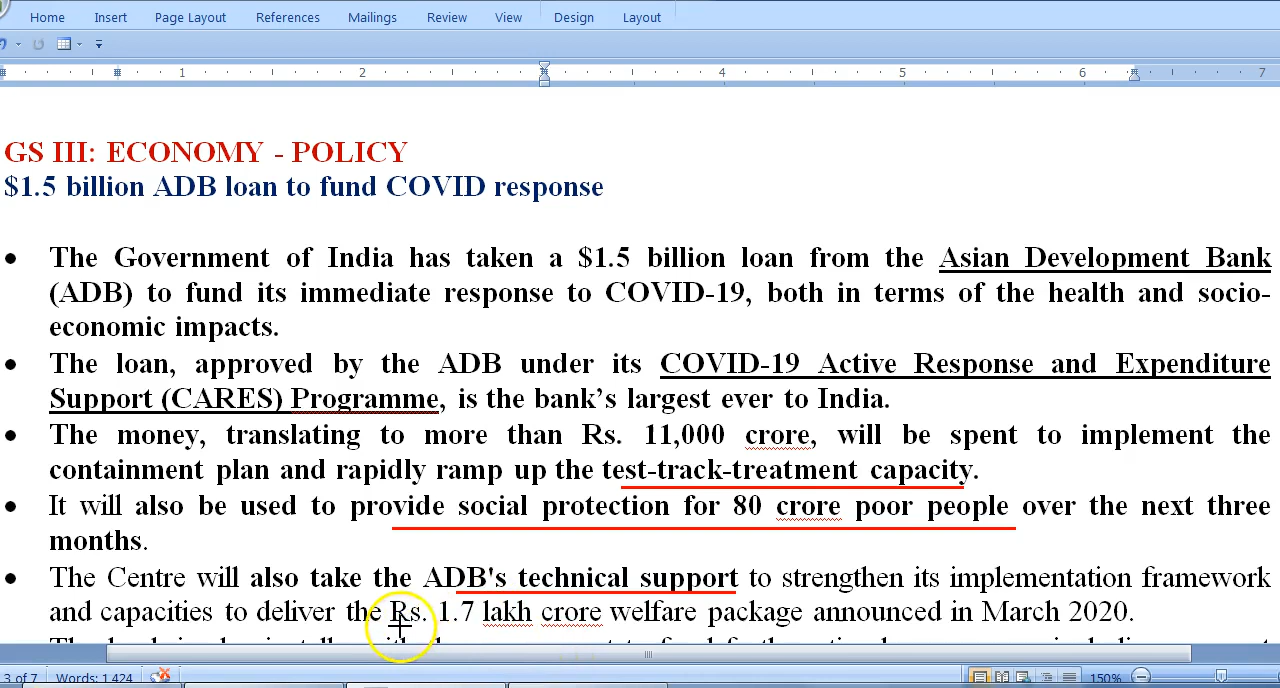 Home Insert Page Layout References Mailings Review View Design Layout
1 2 4 5 6 7
GS III: ECONOMY - POLICY
$1.5 billion ADB loan to fund COVID response
• The Government of India has taken a $1.5 billion loan from the Asian Development Bank
(ADB) to fund its immediate response to COVID-19, both in terms of the health and socio-
economic impacts.
• The loan, approved by the ADB under its COVID-19 Active Response and Expenditure
Support (CARES) Programme, is the bank's largest ever to India.
• The money, translating to more than Rs. 11,000 crore, will be spent to implement the
containment plan and rapidly ramp up the test-track-treatment capacity.
• It will also be used to provide social protection for 80 crore poor people over the next three
months.
• The Centre will also take the ADB's technical support to strengthen its implementation framework
and capacities to deliver the Rs. 1.7 lakh crore welfare package announced in March 2020.
3 of 7 Words: 1,424 150%